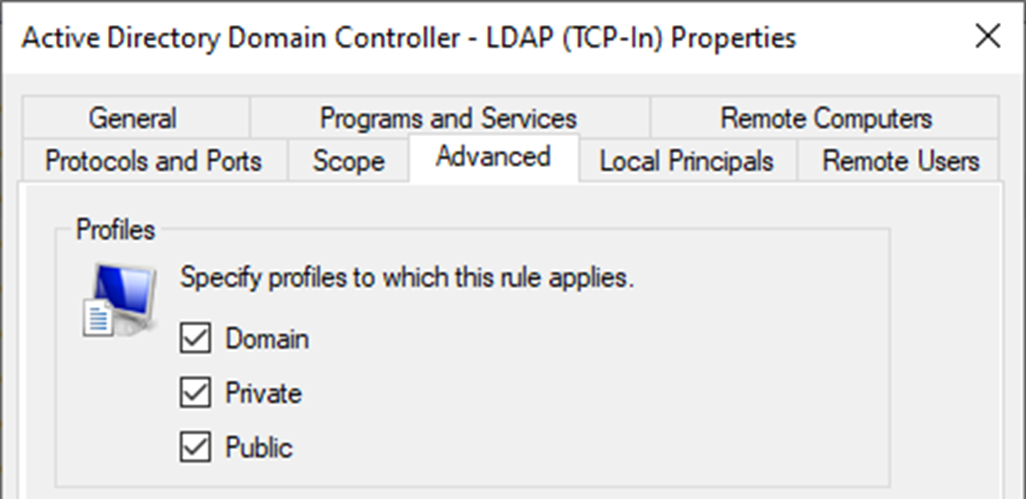 Active Directory Domain Controller - LDAP (TCP-In) Properties
General
Programs and Services
Remote Computers
Protocols and Ports
Scope
Advanced
Local Principals
Remote Users
Profiles
Specify profiles to which this rule applies.
Domain
Private
Public